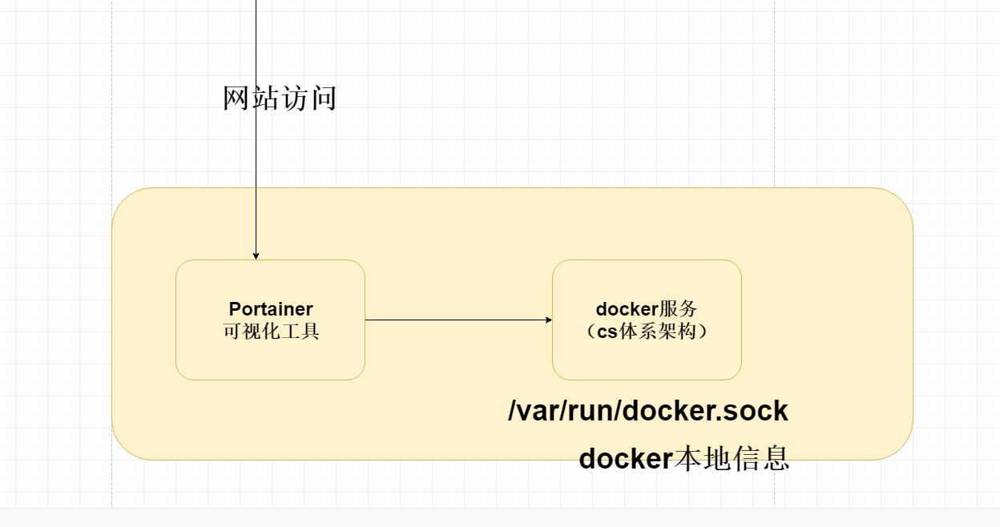 网站访问
Portainer
可视化工具
docker服务
（cs体系架构）
/var/run/docker.sock
docker本地信息